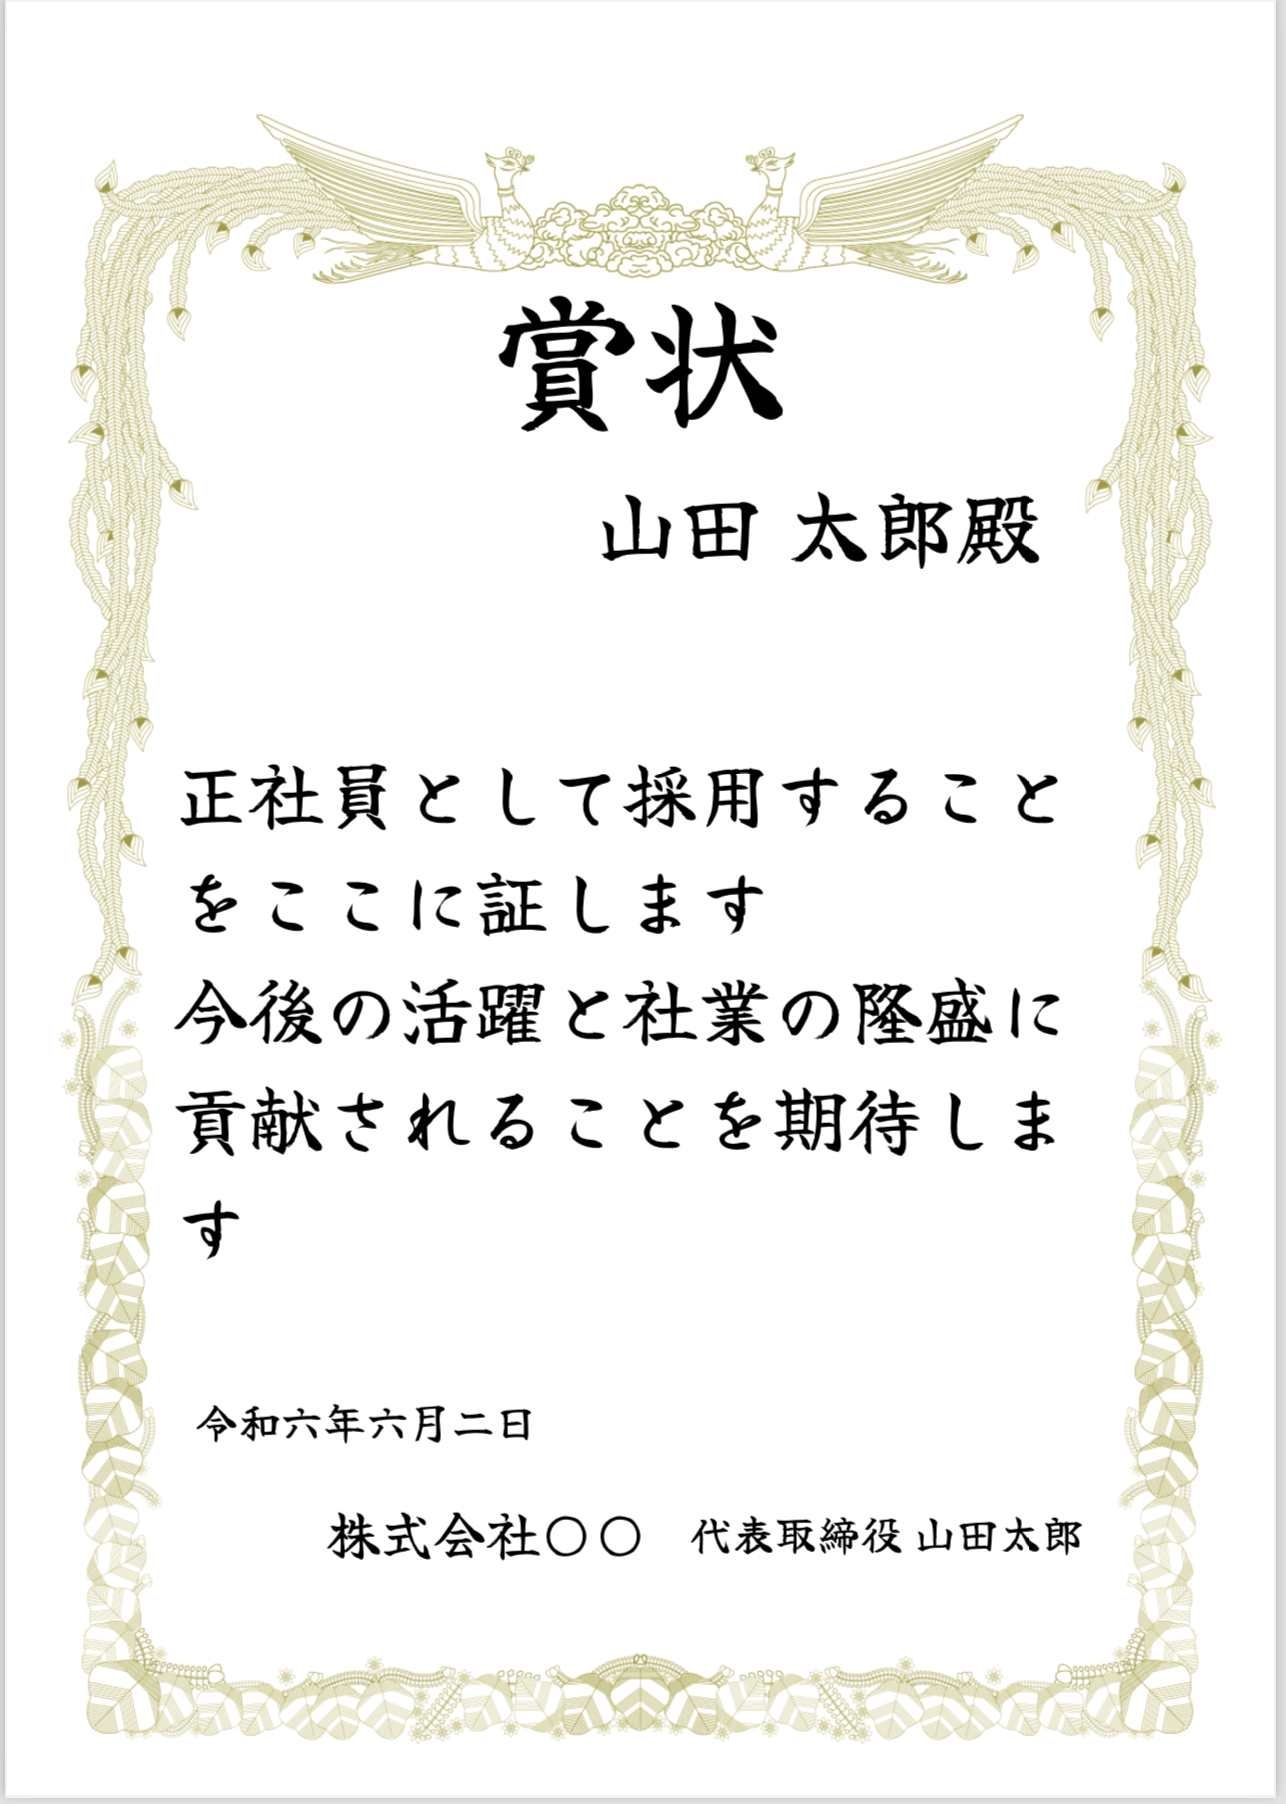 賞状
山田 太郎殿
正社員として採用すること
をここに証します
今後の活躍と社業の隆盛に
貢献されることを期待しま
す
令和六年六月二日
株式会社〇〇　代表取締役 山田太郎